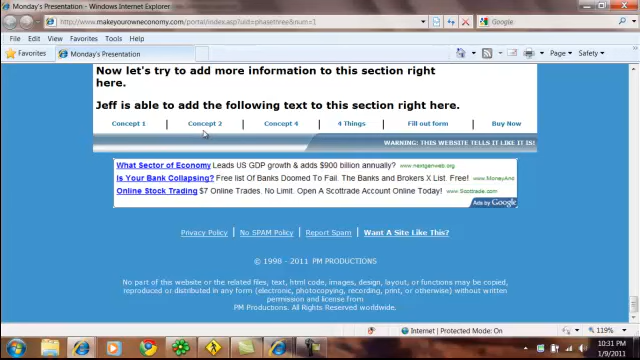 Monday's Presentation - Windows Internet Explorer
http://www.makeyourowneconomy.com/portal/indexcasp?uid=phasethree&num=1
Google
File Edit View Favorites Tools Help
Favorites
Monday's Presentation
Page Safety
Now let's try to add more information to this section right
here.
Jeff is able to add the following text to this section right here.
Concept 1 Concept 2 Concept 4 4 Things Fill out form Buy Now
WARNING: THIS WEBSITE TELLS IT LIKE IT IS!
What Sector of Economy Leads US GDP growth & adds $900 billion annually? www.nextgenweb.org
Is Your Bank Collapsing? Free list of Banks Doomed To Fail. The Banks and Brokers X List. Free! www.MoneyAnd
Online Stock Trading $7 Online Trades. No Limit. Open A Scottrade Account Online Today! www.Scottrade.com
Ads by Google
Privacy Policy | No SPAM Policy | Report Spam | Want A Site Like This?
© 1998 - 2011 PM PRODUCTIONS
No part of this website or the related files, text, html code, images, design, layout, or functions may be copied,
reproduced or distributed in any form (electronic, photocopying, recording, print, or otherwise) without written
permission and license from
PM Productions. All Rights Reserved worldwide.
Internet | Protected Mode: On
119%
10:31 PM
1/9/2011